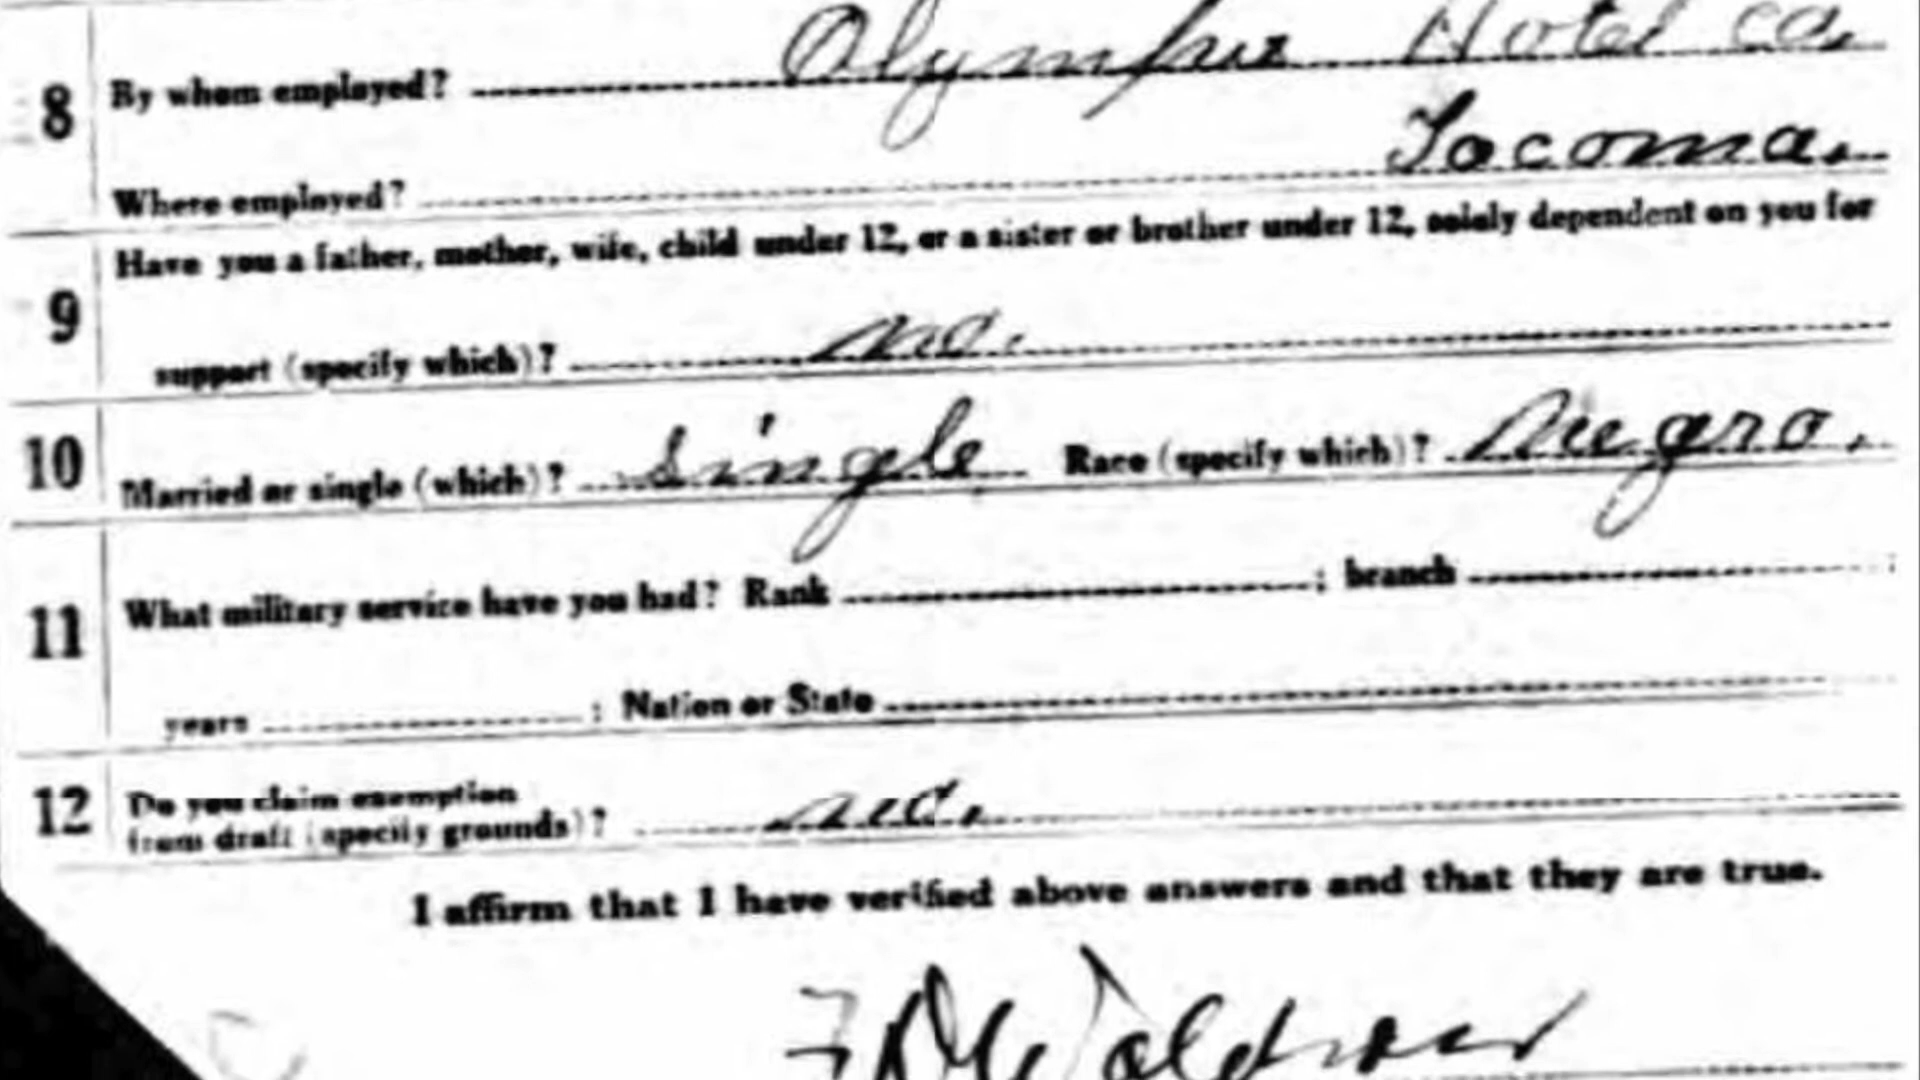 8 By whom employed? Olympus Hotel Co.
Where employed? Tacoma.
9 Have you a father, mother, wife, child under 12, or a sister or brother under 12, solely dependent on you for
support (specify which)? no.
10 Married or single (which)? single Race (specify which)? Negro.
11 What military service have you had? Rank ; branch ;
years ; Nation or State
12 Do you claim exemption
from draft (specify grounds)? no.
I affirm that I have verified above answers and that they are true.